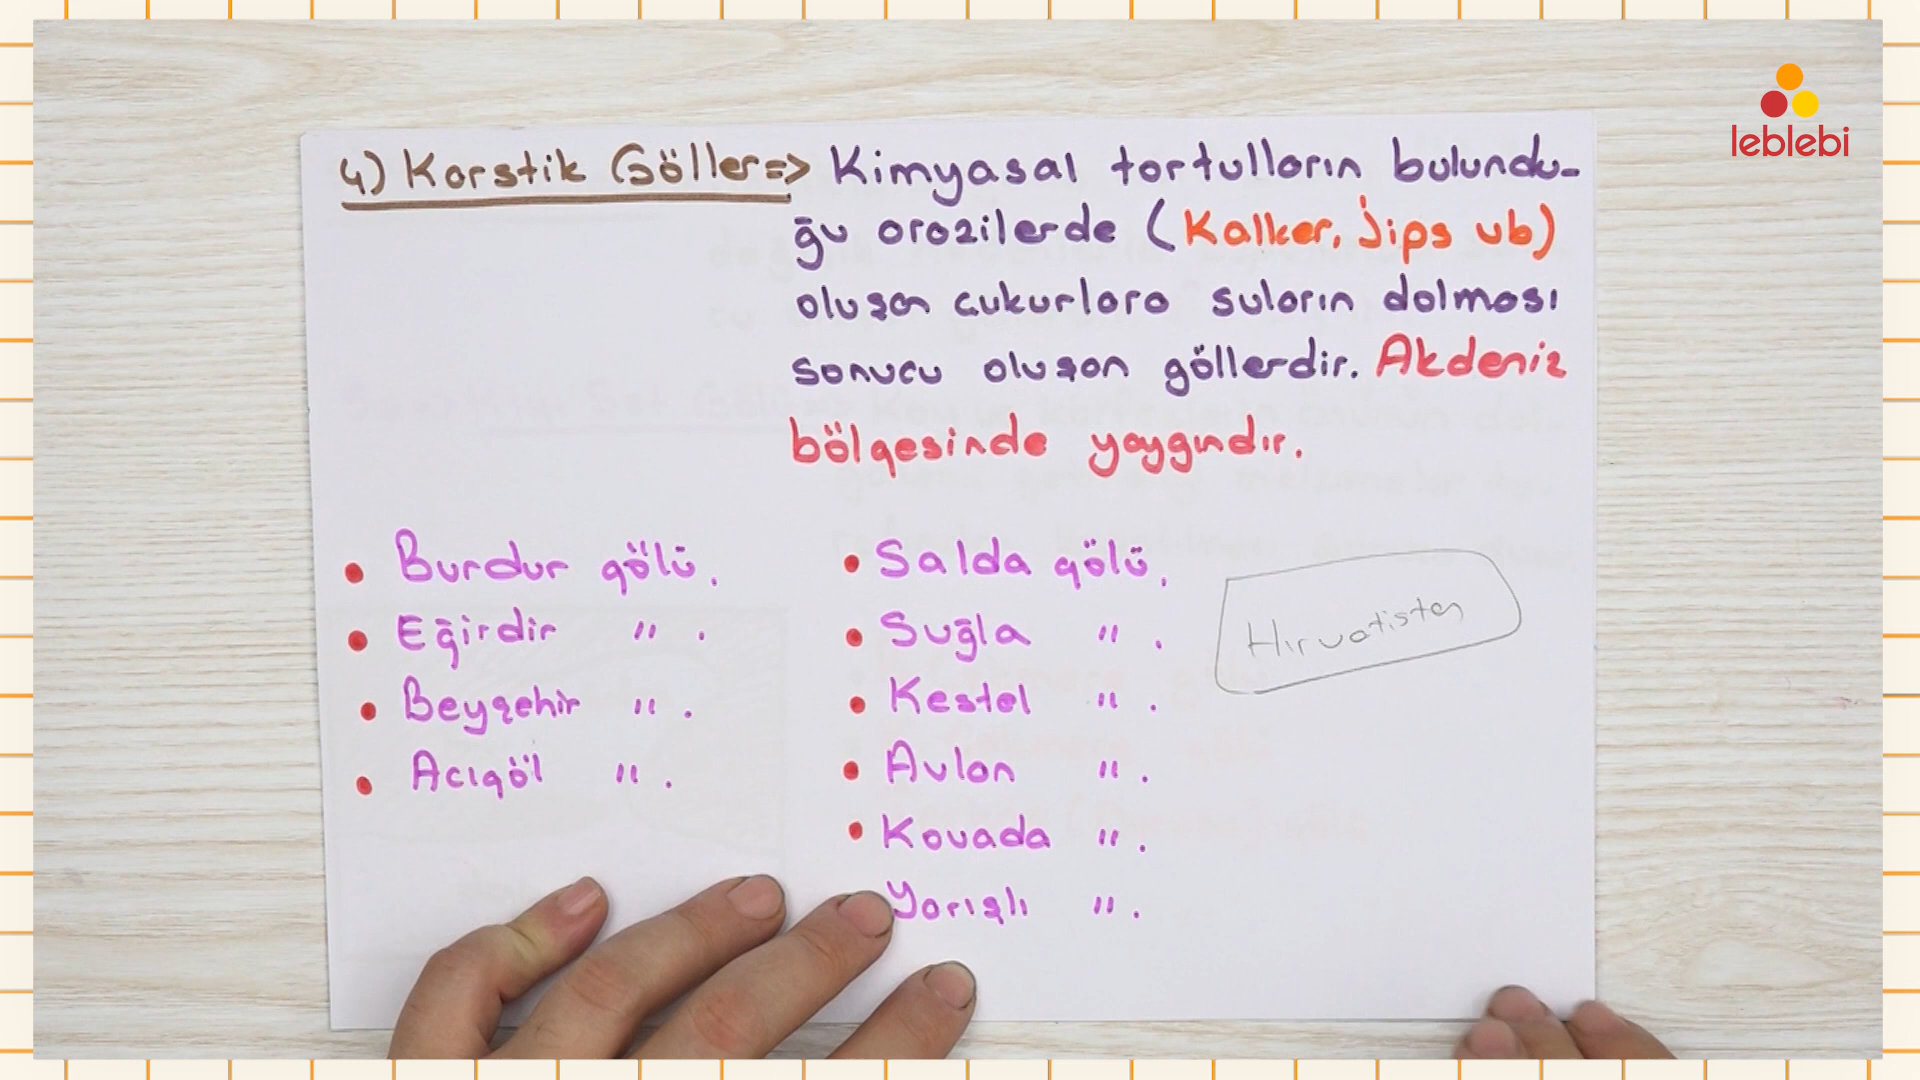 leblebi
4) Karstik Göller => Kimyasal tortulların bulundu-
ğu arazilerde (Kalker, Jips vb)
oluşan çukurlara suların dolması
sonucu oluşan göllerdir. Akdeniz
bölgesinde yaygındır.
• Burdur gölü.
• Eğirdir " .
• Beyşehir " .
• Acıgöl " .
• Salda gölü.
• Suğla " .
• Kestel " .
• Avlan " .
• Kovada " .
Yarışlı " .
Hırvatistan